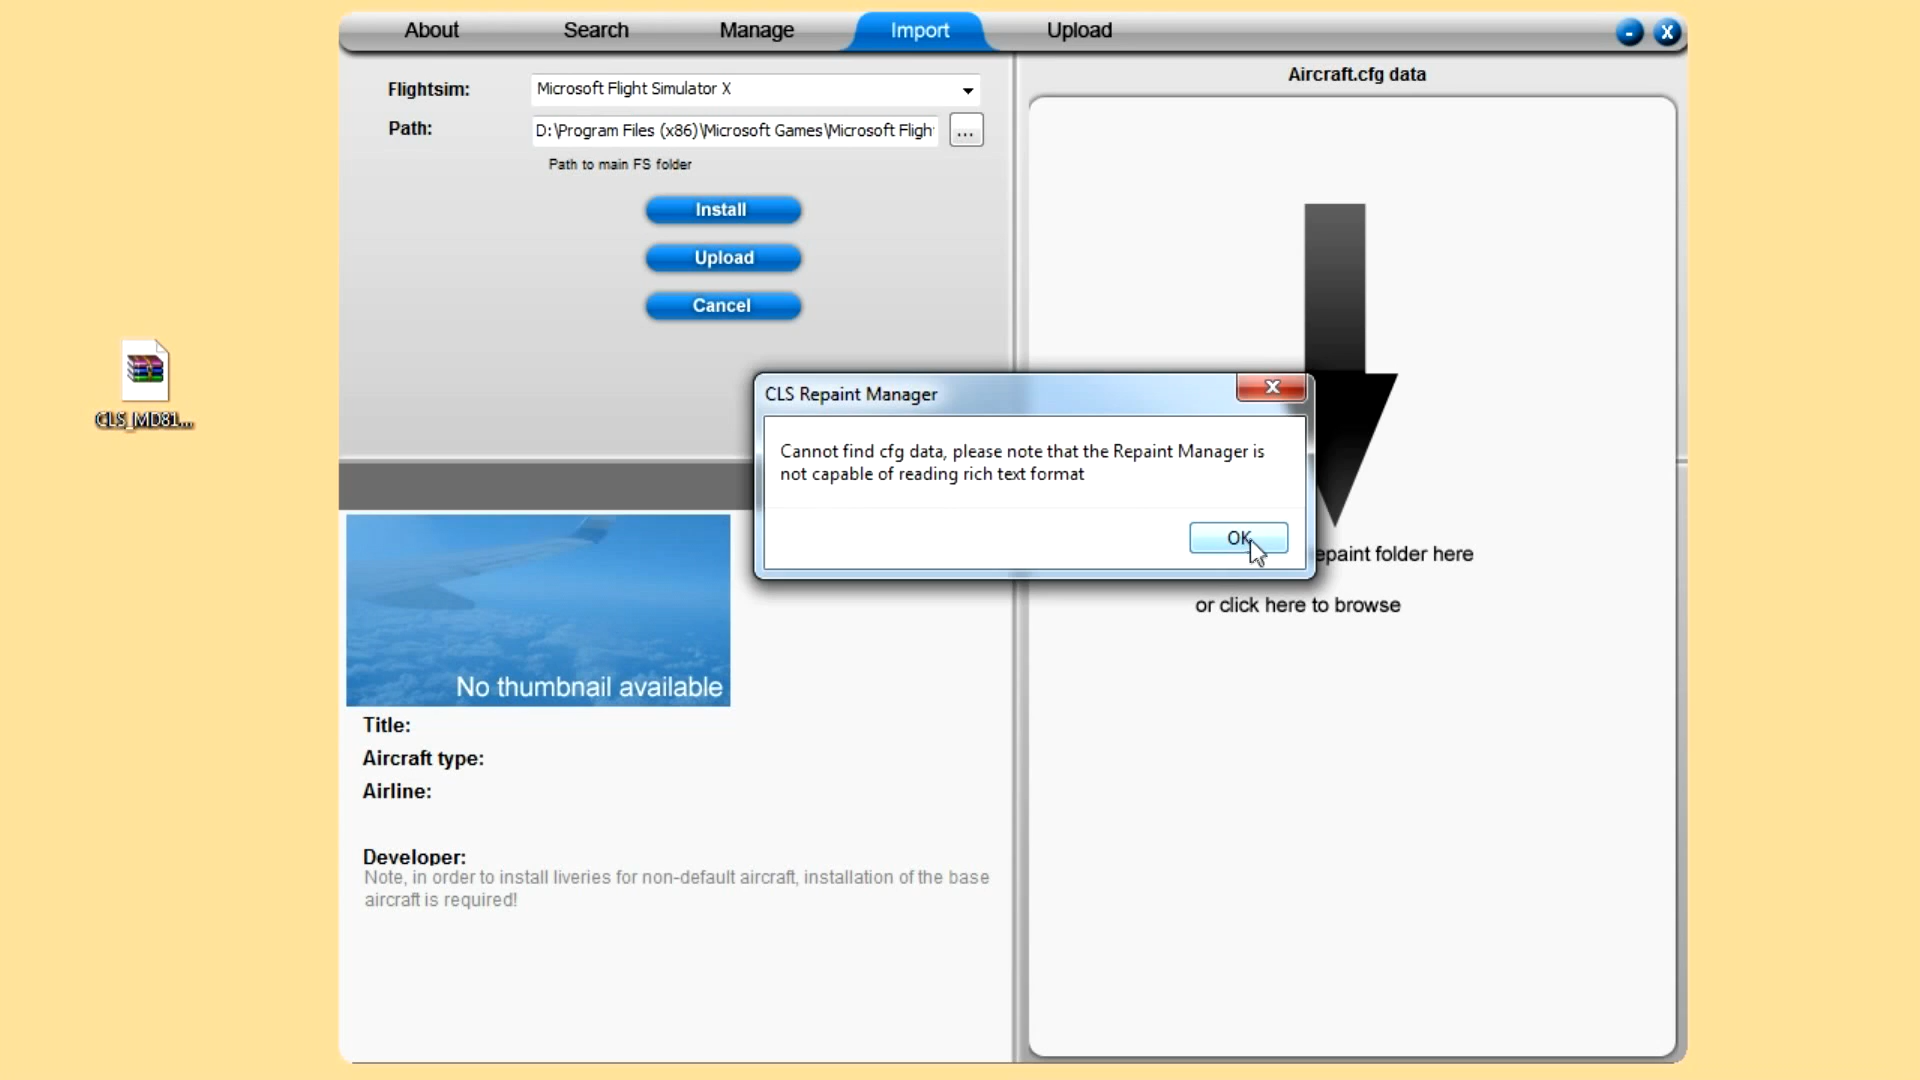 About Search Manage Import Upload - X
Flightsim: Microsoft Flight Simulator X
Path: D:\Program Files (x86)\Microsoft Games\Microsoft Fligh ...
Path to main FS folder
Install
Upload
Cancel
Aircraft.cfg data
CLS_MD81...
CLS Repaint Manager X
Cannot find cfg data, please note that the Repaint Manager is
not capable of reading rich text format
OK
epaint folder here
or click here to browse
No thumbnail available
Title:
Aircraft type:
Airline:
Developer:
Note, in order to install liveries for non-default aircraft, installation of the base
aircraft is required!